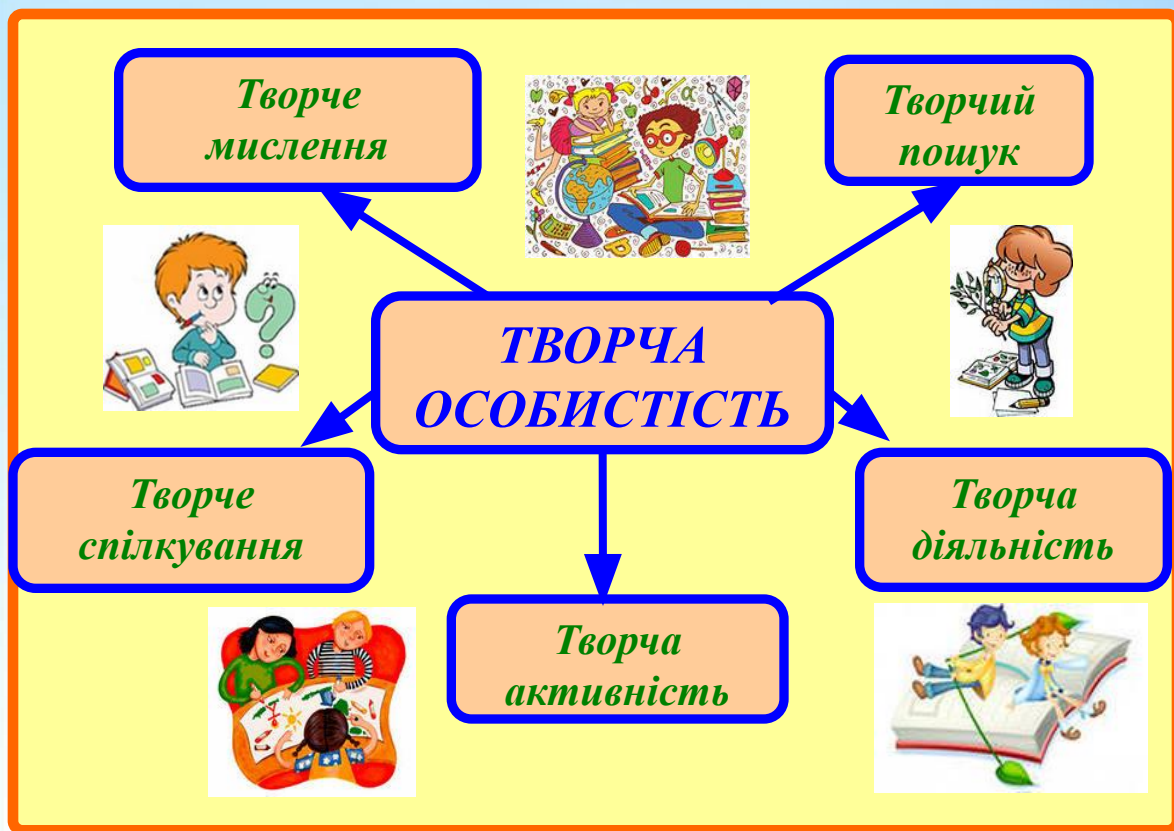 Творче
мислення
Творчий
пошук
ТВОРЧА
ОСОБИСТІСТЬ
Творче
спілкування
Творча
діяльність
Творча
активність